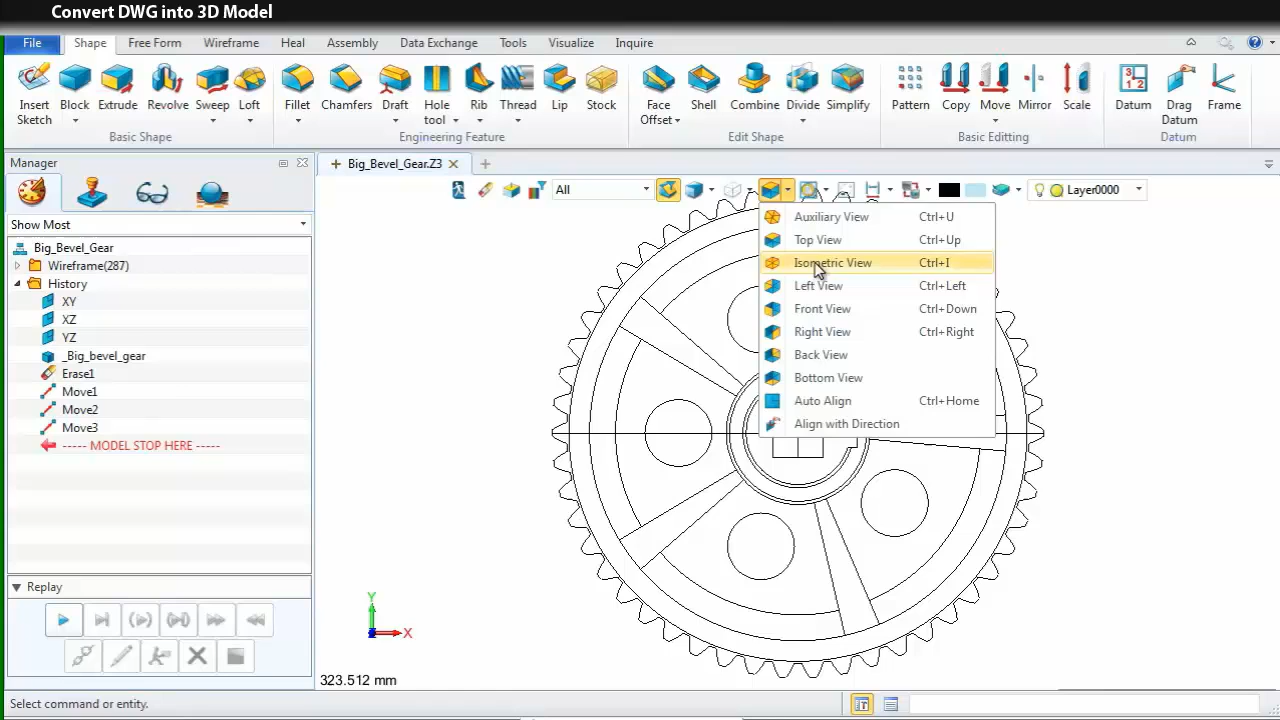 Convert DWG into 3D Model
File Shape Free Form Wireframe Heal Assembly Data Exchange Tools Visualize Inquire
Insert Sketch Block Extrude Revolve Sweep Loft Fillet Chamfers Draft Hole tool Rib Thread Lip Stock Face Offset Shell Combine Divide Simplify Pattern Copy Move Mirror Scale Datum Drag Datum Frame
Basic Shape Engineering Feature Edit Shape Basic Editing Datum
Manager
Big_Bevel_Gear.Z3
All
Layer0000
Show Most
Big_Bevel_Gear
Wireframe(287)
History
XY
XZ
YZ
_Big_bevel_gear
Erase1
Move1
Move2
Move3
----- MODEL STOP HERE -----
Auxiliary View Ctrl+U
Top View Ctrl+Up
Isometric View Ctrl+I
Left View Ctrl+Left
Front View Ctrl+Down
Right View Ctrl+Right
Back View
Bottom View
Auto Align Ctrl+Home
Align with Direction
Replay
Y
X
323.512 mm
Select command or entity.